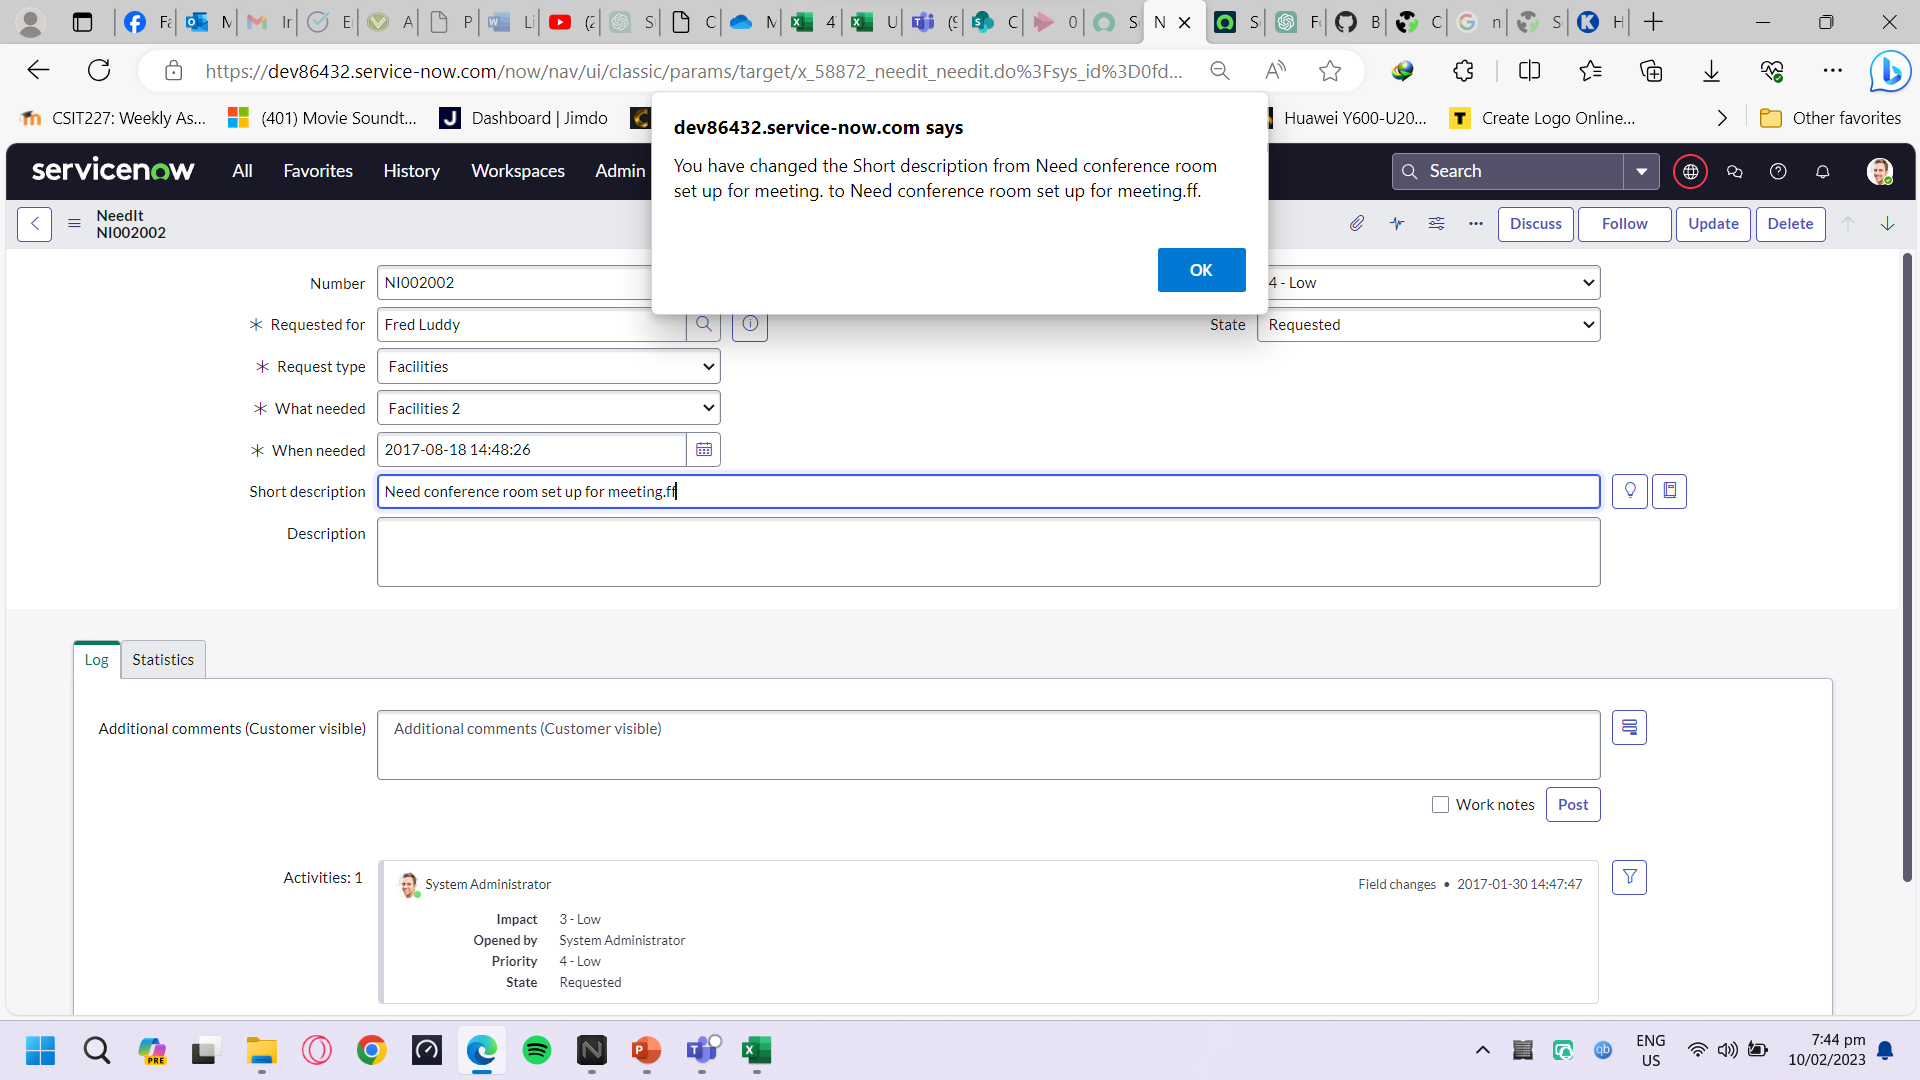 https://dev86432.service-now.com/now/nav/ui/classic/params/target/x_58872_needit_needit.do%3Fsys_id%3D0fd...
CSIT227: Weekly As...
(401) Movie Soundt...
Dashboard | Jimdo
Huawei Y600-U20...
Create Logo Online...
Other favorites
dev86432.service-now.com says
You have changed the Short description from Need conference room
set up for meeting. to Need conference room set up for meeting.ff.
OK
servicenow
All
Favorites
History
Workspaces
Admin
Search
NeedIt
NI002002
Discuss
Follow
Update
Delete
Number
NI002002
4 - Low
Requested for
Fred Luddy
State
Requested
Request type
Facilities
What needed
Facilities 2
When needed
2017-08-18 14:48:26
Short description
Need conference room set up for meeting.ff
Description
Log
Statistics
Additional comments (Customer visible)
Additional comments (Customer visible)
Work notes
Post
Activities: 1
System Administrator
Field changes • 2017-01-30 14:47:47
Impact 3 - Low
Opened by System Administrator
Priority 4 - Low
State Requested
PRE
ENG
US
7:44 pm
10/02/2023